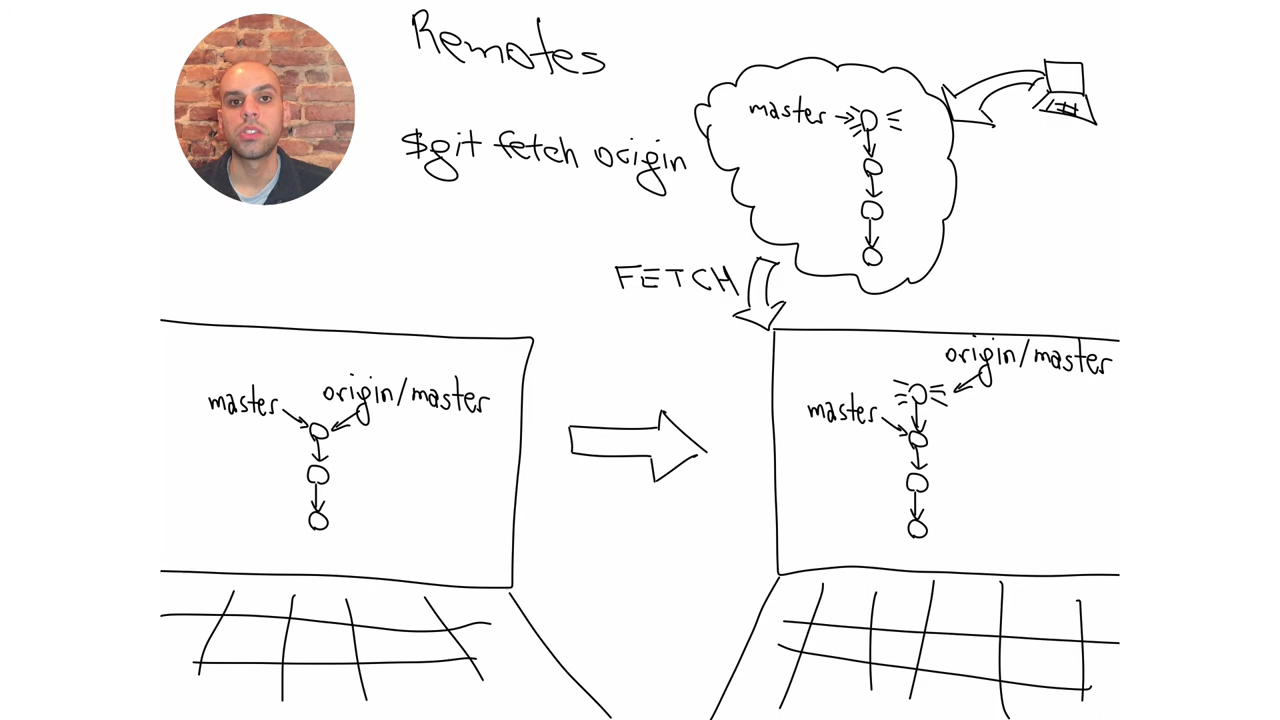 Remotes
master
$git fetch origin
FETCH
master origin/master
origin/master
master